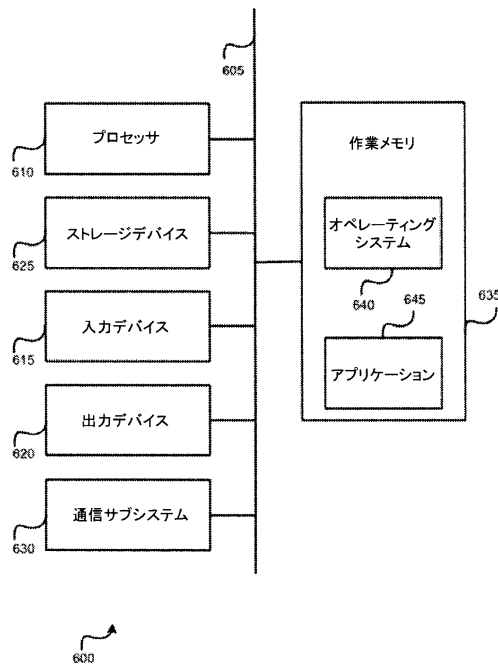 605
プロセッサ
610
ストレージデバイス
625
入力デバイス
615
出力デバイス
620
通信サブシステム
630
作業メモリ
オペレーティング
システム
640
645
アプリケーション
635
600